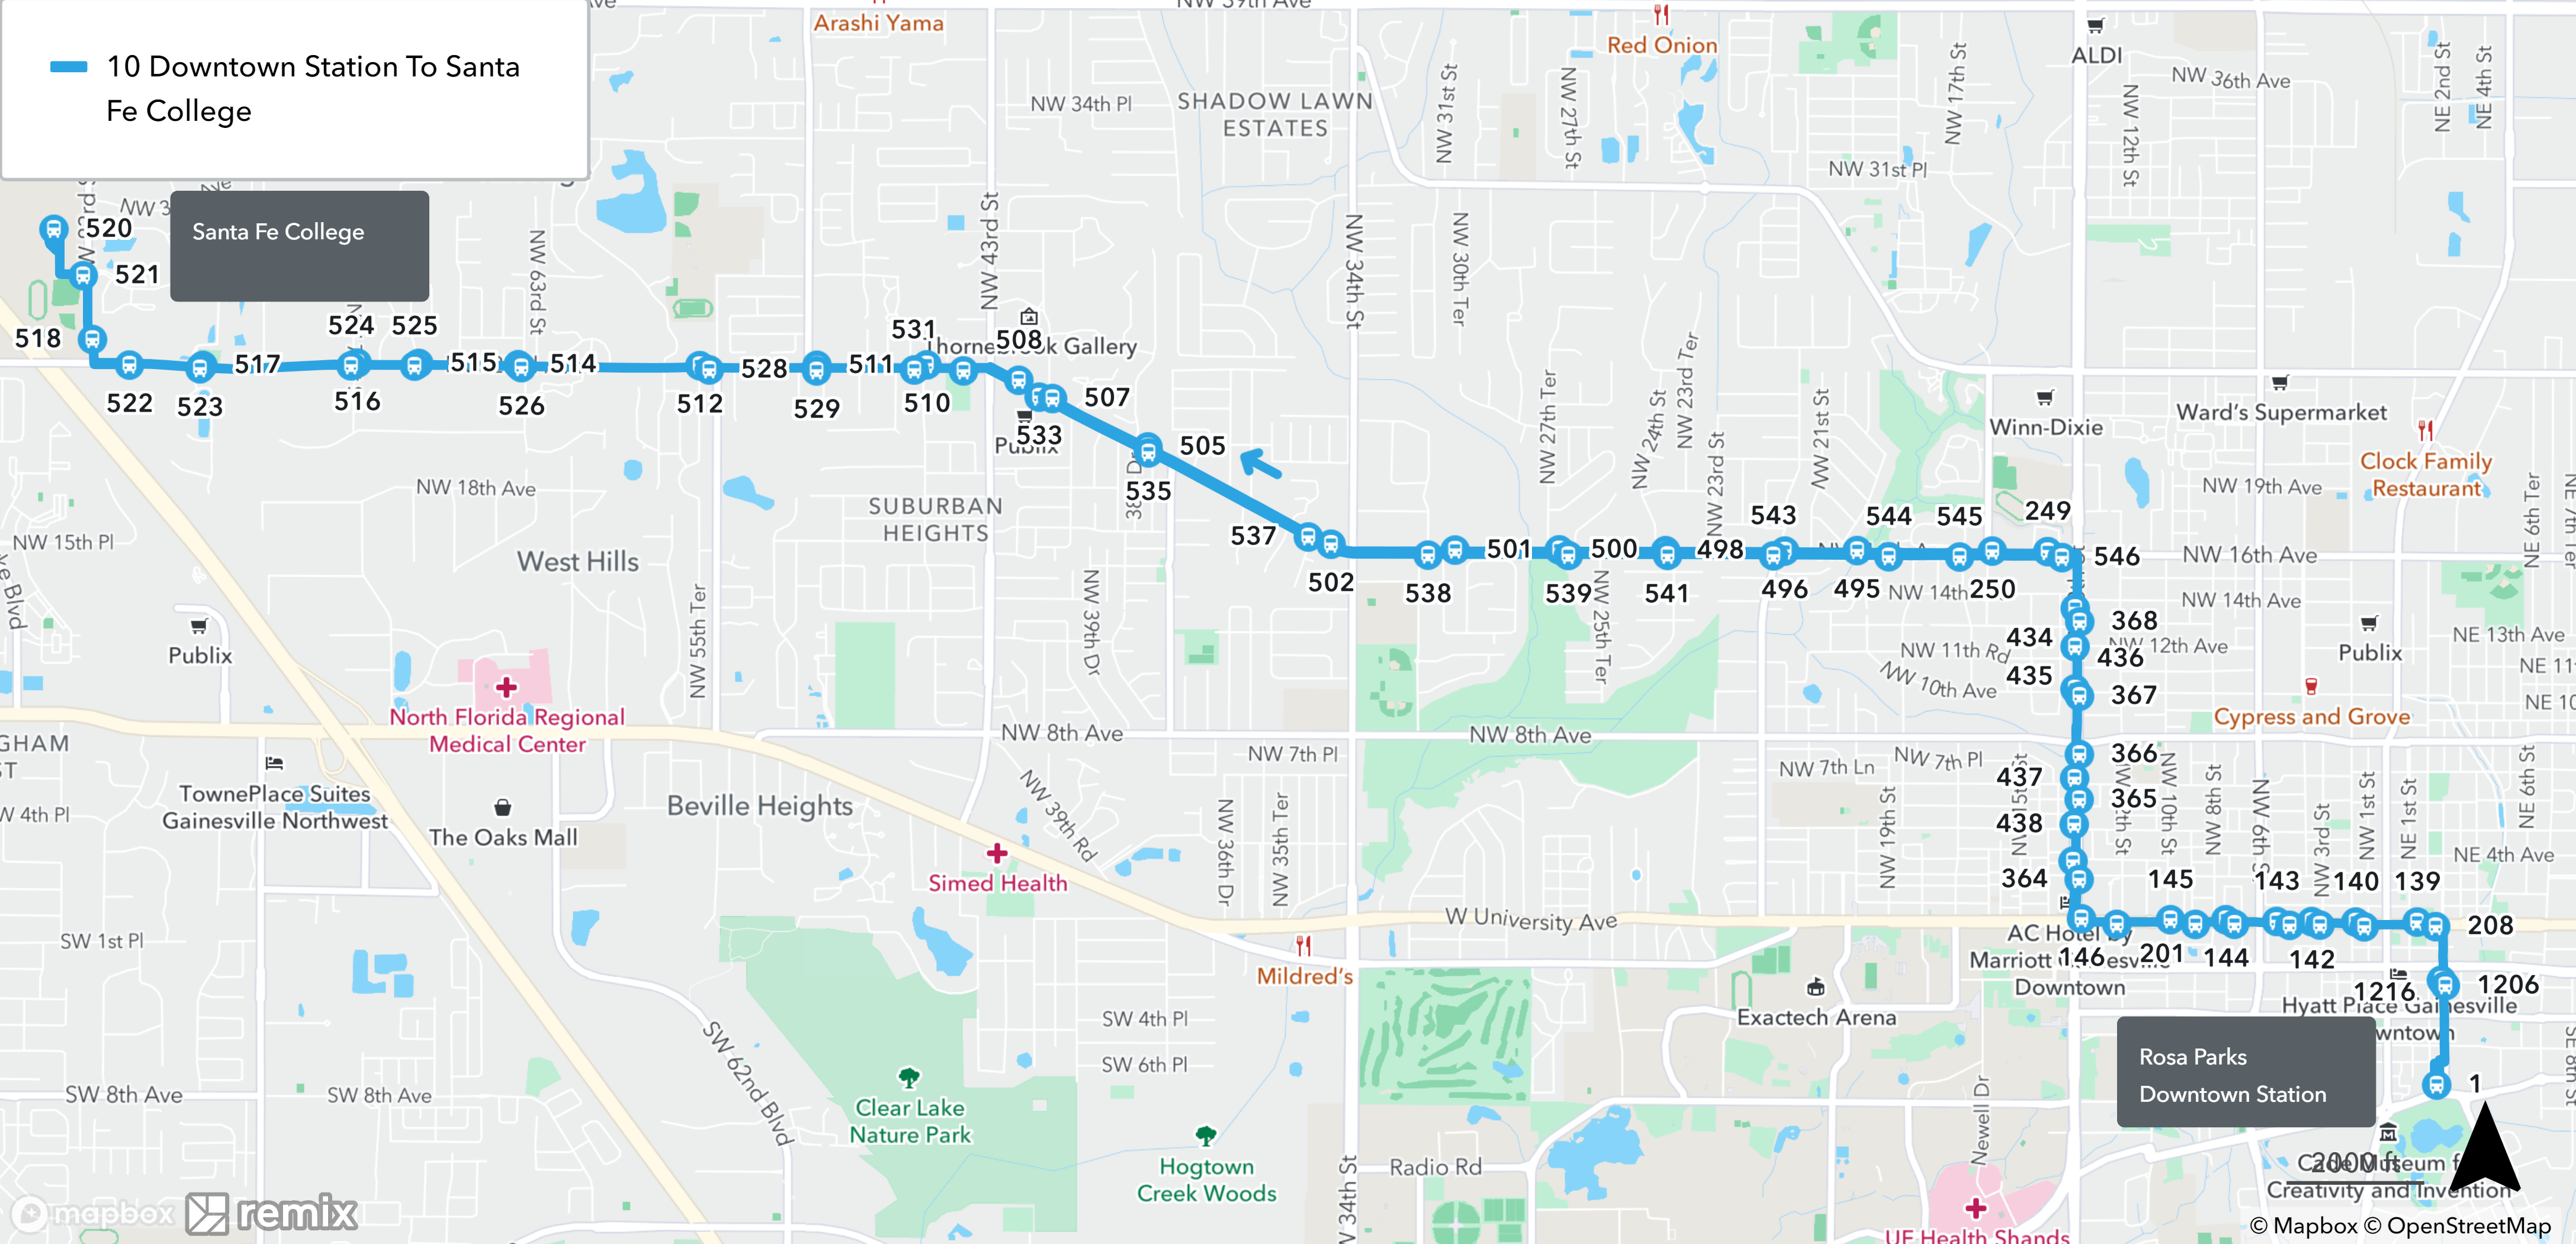 10 Downtown Station To Santa
Fe College
Arashi Yama
NW 39th Ave
Red Onion
ALDI
NW 36th Ave
NE 2nd St
NE 4th St
NW 34th Pl
SHADOW LAWN
ESTATES
NW 31st St
NW 27th St
NW 17th St
NW 12th St
NW 31st Pl
Santa Fe College
520
521
518
NW 63rd St
NW 43rd St
NW 34th St
NW 30th Ter
524
525
531
508
Thornebrook Gallery
517
515
514
528
511
507
522
523
516
526
512
529
510
533
Publix
505
535
537
502
NW 18th Ave
SUBURBAN
HEIGHTS
NW 15th Pl
West Hills
NW 27th Ter
NW 24th St
NW 23rd Ter
NW 23rd St
NW 21st St
Winn-Dixie
Ward's Supermarket
Clock Family
Restaurant
NW 19th Ave
NE 6th Ter
543
544
545
249
501
500
498
546
NW 16th Ave
538
539
541
496
495
NW 14th
250
NW 14th Ave
NW 25th Ter
368
434
436
NW 12th Ave
435
367
NW 11th Rd
NW 10th Ave
Publix
NE 13th Ave
Cypress and Grove
Publix
NW 55th Ter
NW 39th Dr
North Florida Regional
Medical Center
NW 8th Ave
NW 8th Ave
NW 7th Pl
NW 7th Ln
NW 7th Pl
366
437
365
438
364
TownePlace Suites
Gainesville Northwest
The Oaks Mall
Beville Heights
NW 39th Rd
NW 36th Dr
NW 35th Ter
NW 19th St
NW 10th St
NW 8th St
NW 6th St
NW 3rd St
NW 1st St
NE 1st St
NE 6th St
NE 4th Ave
Simed Health
145
143
140
139
W University Ave
208
SW 1st Pl
Mildred's
AC Hotel by
Marriott Gainesville
Downtown
146
201
144
142
1216
1206
Hyatt Place Gainesville
Downtown
Exactech Arena
SW 4th Pl
SW 6th Pl
SW 62nd Blvd
SW 8th Ave
SW 8th Ave
Clear Lake
Nature Park
Hogtown
Creek Woods
Newell Dr
Rosa Parks
Downtown Station
1
Radio Rd
2000 ft
Creativity and Invention
UF Health Shands
mapbox
remix
© Mapbox © OpenStreetMap